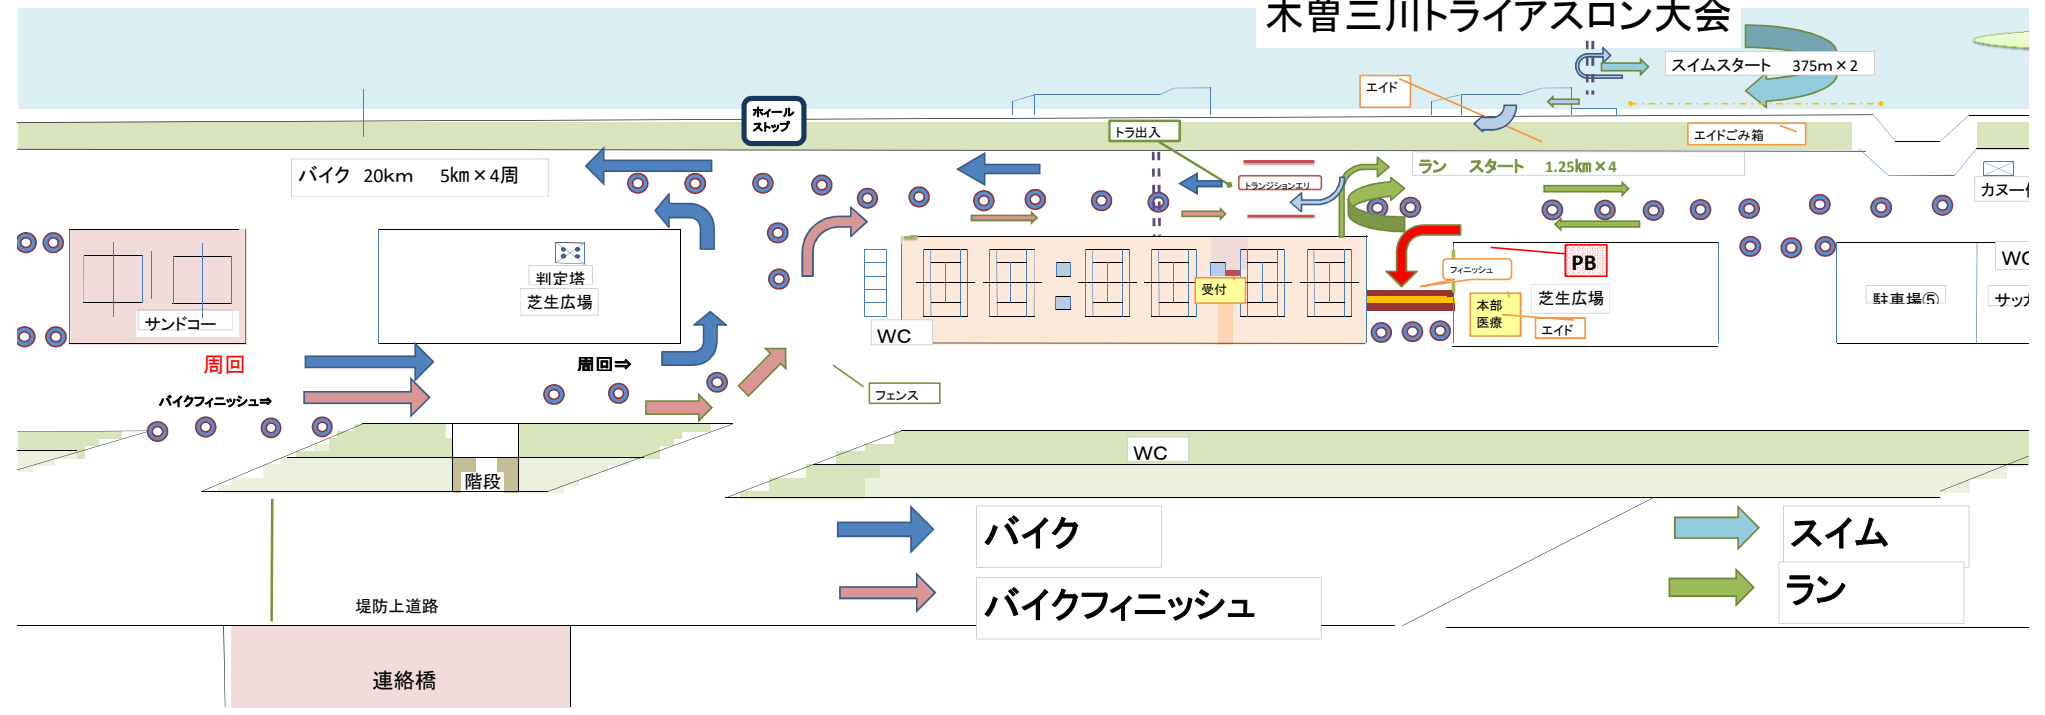 木曽三川トライアスロン大会
スイムスタート 375m×2
エイド
ホィール
ストップ
トラ出入
エイドごみ箱
バイク 20km 5km×4周
ラン スタート 1.25km×4
トランジションエリ
カヌー
判定塔
芝生広場
サンドコー
受付
フィニッシュ
PB
芝生広場
本部
医療
エイド
駐車場⑤
WC
サッカ
WC
周回
周回⇒
バイクフィニッシュ⇒
フェンス
WC
階段
バイク
スイム
バイクフィニッシュ
ラン
堤防上道路
連絡橋